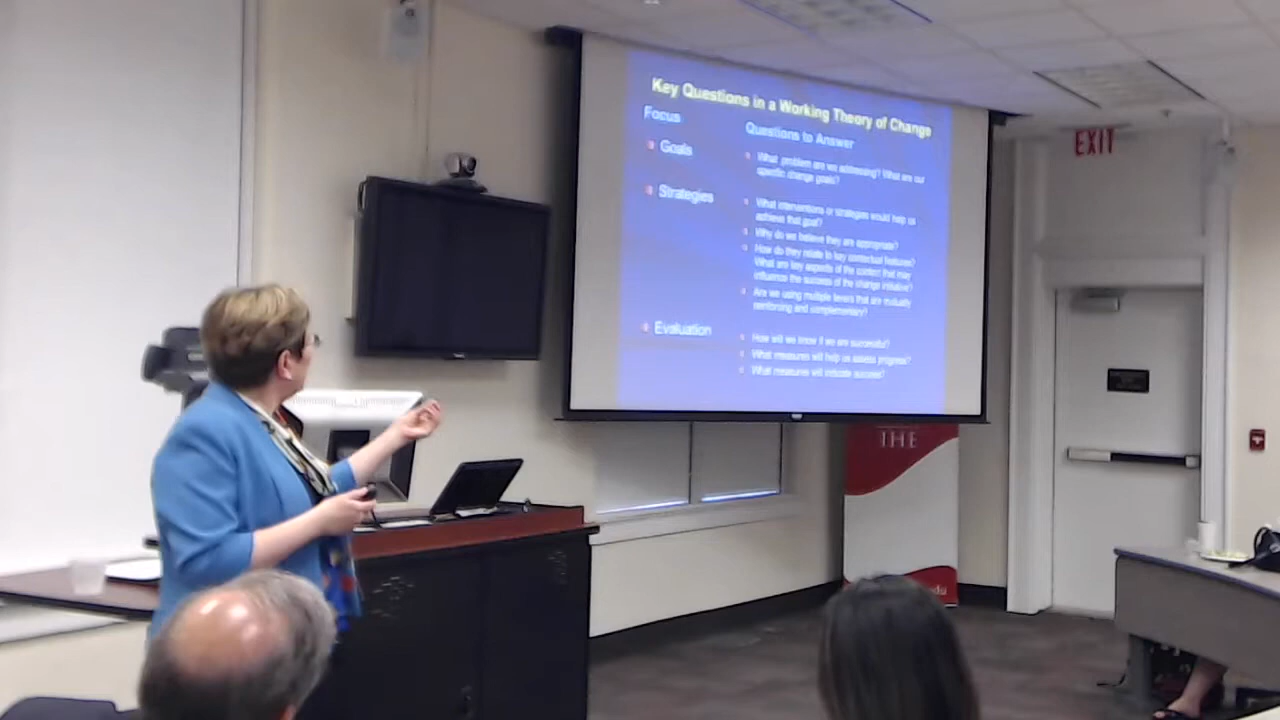 Key Questions in a Working Theory of Change
Focus
Questions to Answer
Goals
What problem are we addressing? What are our
specific change goals?
Strategies
What interventions or strategies would help us
achieve that goal?
Why do we believe they are appropriate?
How do they relate to key contextual features?
What are key aspects of the context that may
influence the success of the change initiative?
Are we using multiple levers that are mutually
reinforcing and complementary?
Evaluation
How will we know if we are successful?
What measures will help us assess progress?
What measures will indicate success?
EXIT
THE